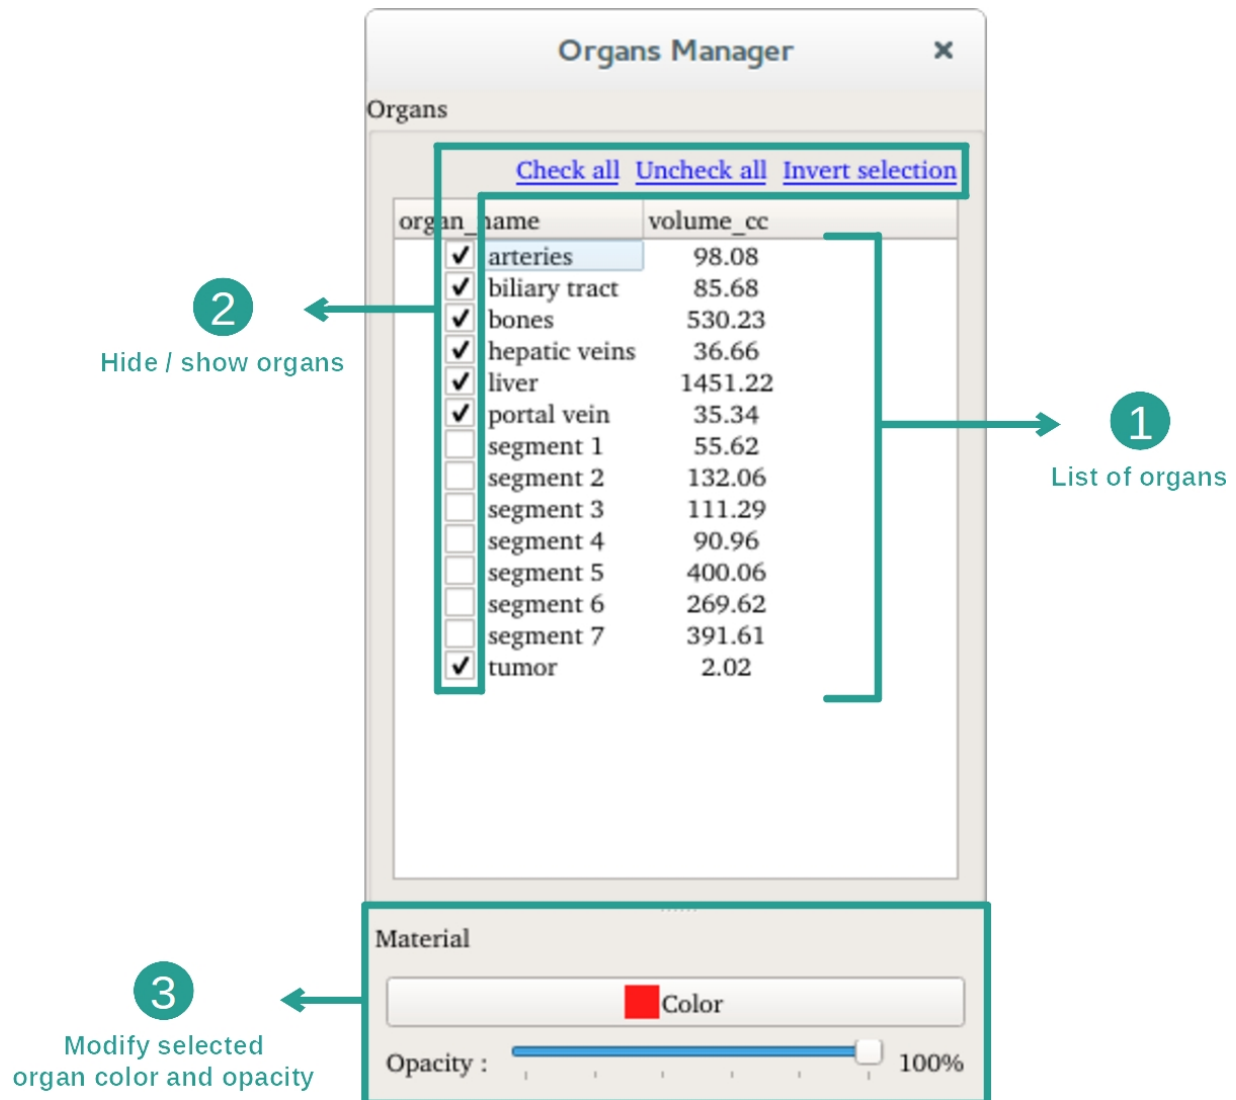 Organs Manager ×
Organs
Check all Uncheck all Invert selection
organ_name volume_cc
arteries 98.08
biliary tract 85.68
bones 530.23
hepatic veins 36.66
liver 1451.22
portal vein 35.34
segment 1 55.62
segment 2 132.06
segment 3 111.29
segment 4 90.96
segment 5 400.06
segment 6 269.62
segment 7 391.61
tumor 2.02
2
Hide / show organs
1
List of organs
Material
Color
Opacity : 100%
3
Modify selected
organ color and opacity